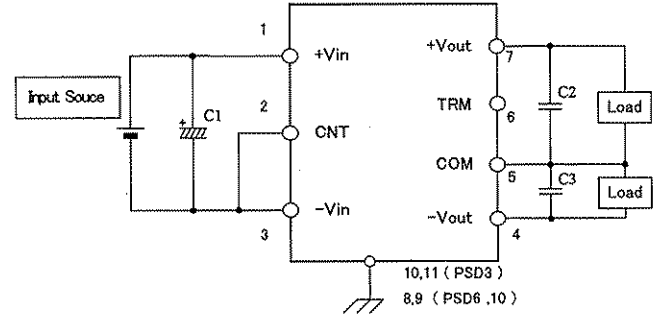 1
+Vin
+Vout
7
Input Souce
C1
+
2
CNT
TRM
6
C2
Load
COM
5
C3
Load
-Vin
3
-Vout
4
10,11 ( PSD3 )
8,9 ( PSD6 ,10 )